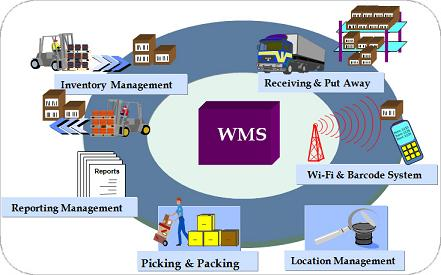 Inventory Management
Receiving & Put Away
WMS
Wi-Fi & Barcode System
Reports
Reporting Management
Picking & Packing
Location Management